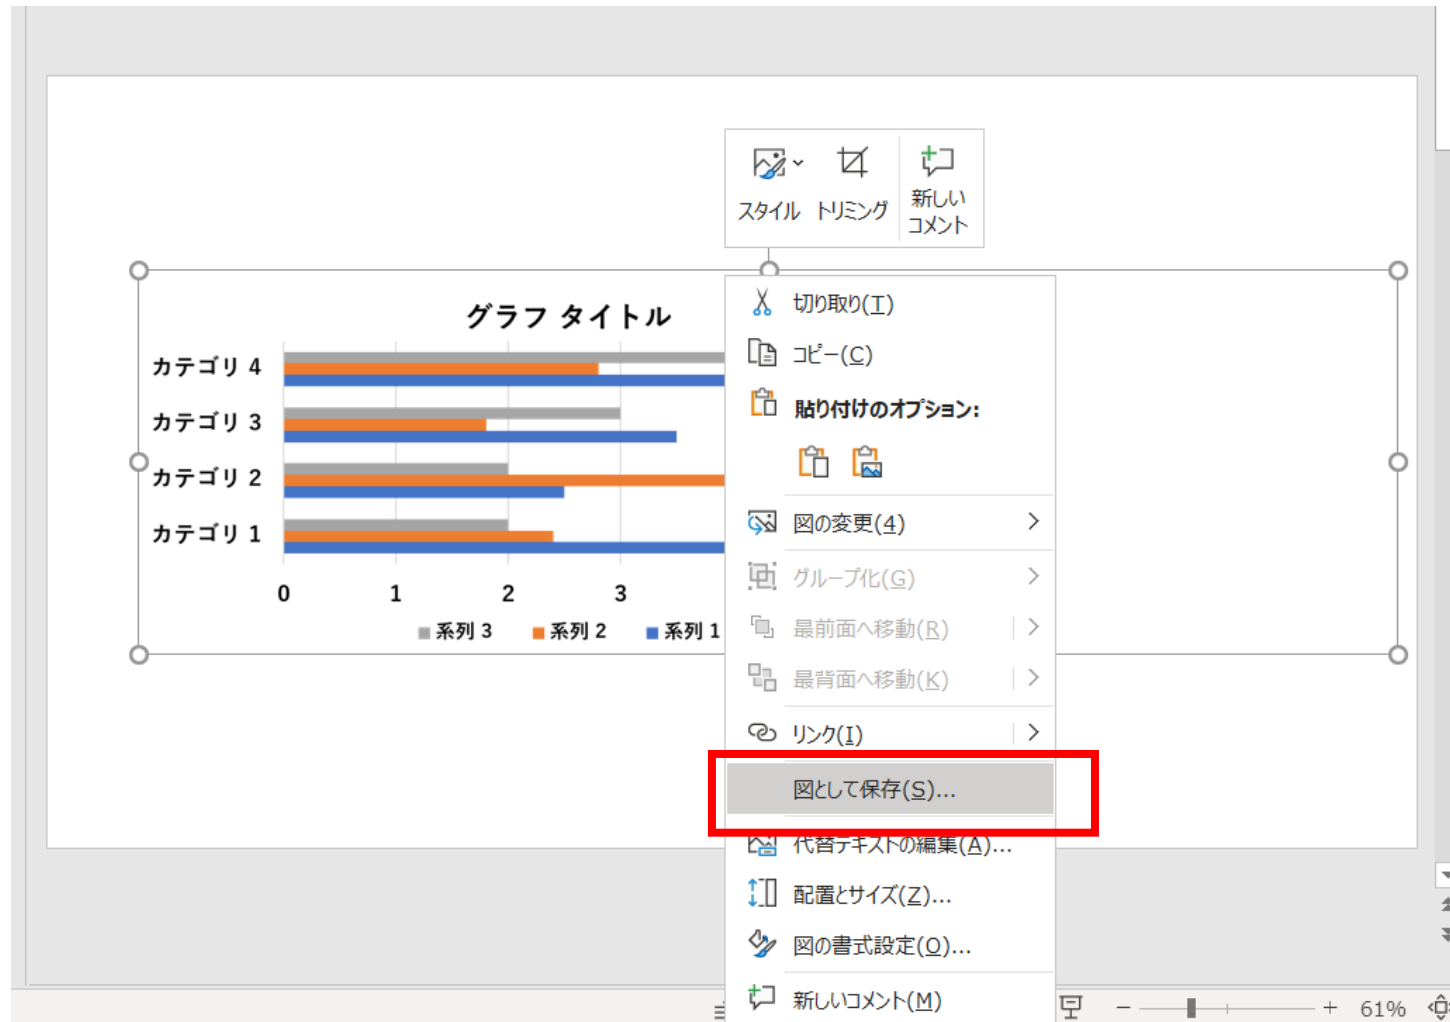 スタイル
トリミング
新しい
コメント
グラフ タイトル
カテゴリ 4
カテゴリ 3
カテゴリ 2
カテゴリ 1
0 1 2 3
系列 3 系列 2 系列 1
切り取り(T)
コピー(C)
貼り付けのオプション:
図の変更(4)
グループ化(G)
最前面へ移動(R)
最背面へ移動(K)
リンク(I)
図として保存(S)...
代替テキストの編集(A)...
配置とサイズ(Z)...
図の書式設定(O)...
新しいコメント(M)
61%